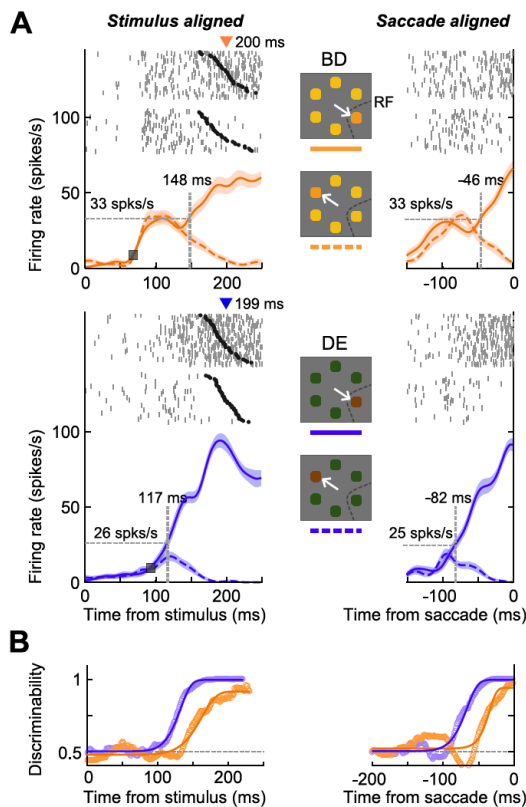 A
Stimulus aligned
Saccade aligned
200 ms
BD
RF
100
50
0
Firing rate (spikes/s)
148 ms
33 spks/s
-46 ms
33 spks/s
0
100
200
-100
0
199 ms
DE
100
50
0
Firing rate (spikes/s)
117 ms
26 spks/s
-82 ms
25 spks/s
0
100
200
-100
0
Time from stimulus (ms)
Time from saccade (ms)
B
Discriminability
1
0.5
0
100
200
-200
-100
0
Time from stimulus (ms)
Time from saccade (ms)